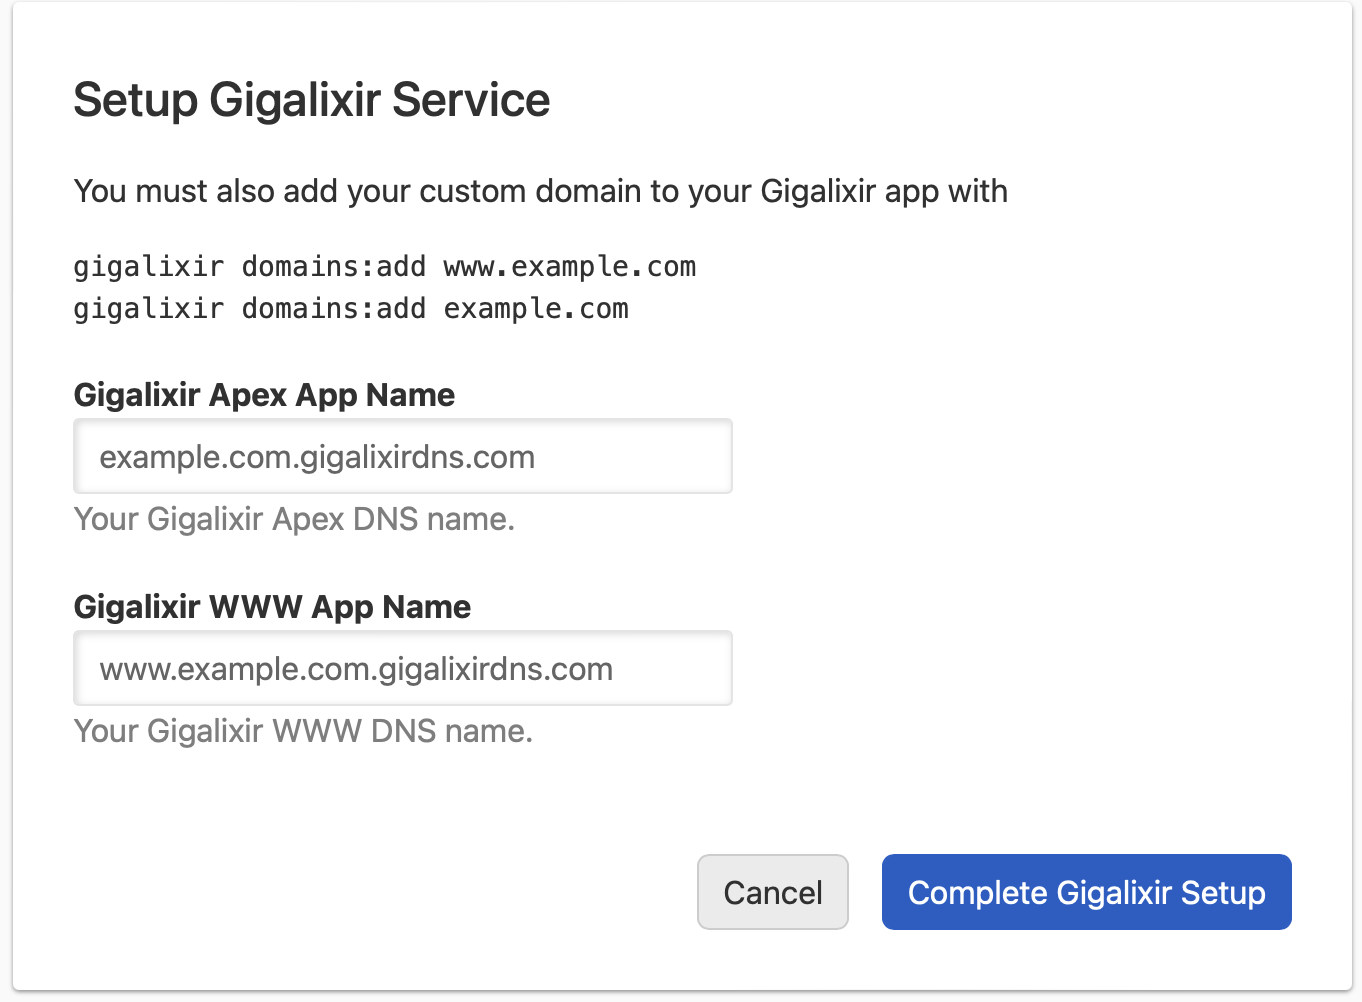 Setup Gigalixir Service
You must also add your custom domain to your Gigalixir app with
gigalixir domains:add www.example.com
gigalixir domains:add example.com
Gigalixir Apex App Name
example.com.gigalixirdns.com
Your Gigalixir Apex DNS name.
Gigalixir WWW App Name
www.example.com.gigalixirdns.com
Your Gigalixir WWW DNS name.
Cancel
Complete Gigalixir Setup